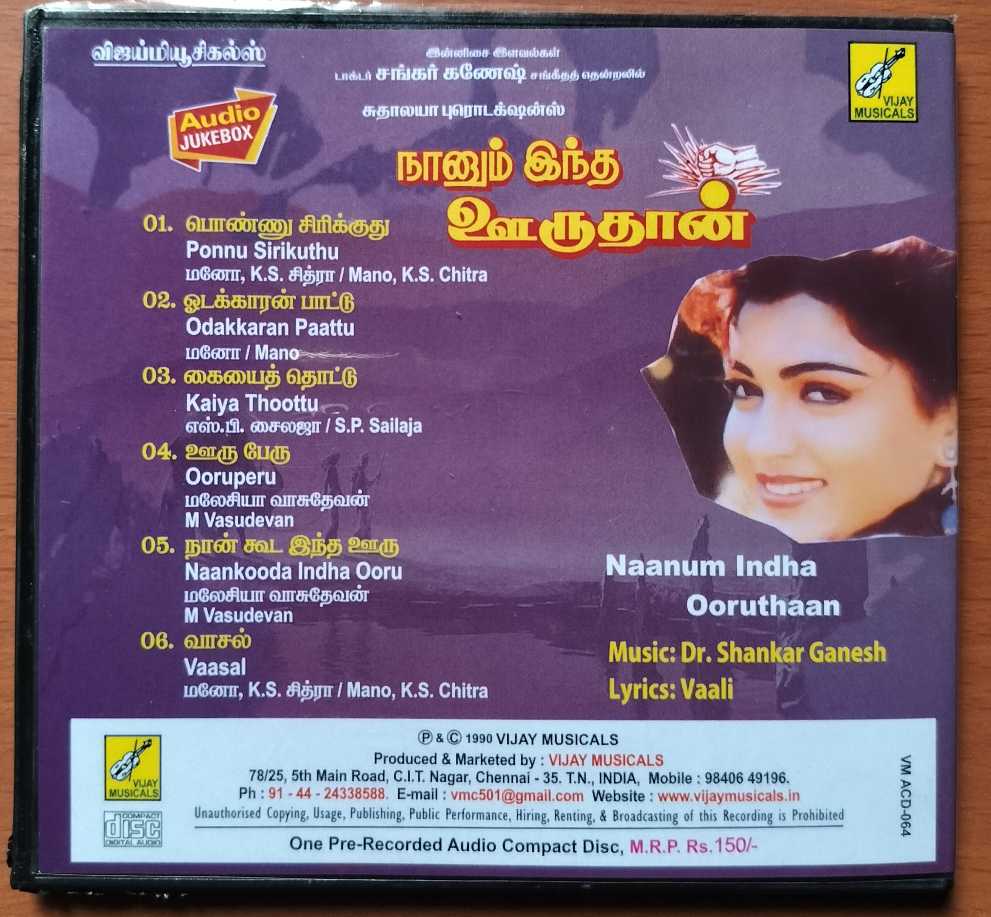 விஜய்மியூசிகல்ஸ்
இன்னிசை இளவல்கள்
டாக்டர் சங்கர் கணேஷ் சங்கீதத் தென்றலில்
சுதாலயா புரொடக்ஷன்ஸ்
VIJAY
MUSICALS
Audio
JUKEBOX
நானும் இந்த
ஊருதான்
01. பொண்ணு சிரிக்குது
Ponnu Sirikuthu
மனோ, K.S. சித்ரா / Mano, K.S. Chitra
02. ஓடக்காரன் பாட்டு
Odakkaran Paattu
மனோ / Mano
03. கையைத் தொட்டு
Kaiya Thoottu
எஸ்.பி. சைலஜா / S.P. Sailaja
04. ஊரு பேரு
Ooruperu
மலேசியா வாசுதேவன்
M Vasudevan
05. நான் கூட இந்த ஊரு
Naankooda Indha Ooru
மலேசியா வாசுதேவன்
M Vasudevan
06. வாசல்
Vaasal
மனோ, K.S. சித்ரா / Mano, K.S. Chitra
Naanum Indha
Ooruthaan
Music: Dr. Shankar Ganesh
Lyrics: Vaali
VIJAY
MUSICALS
COMPACT
disc
DIGITAL AUDIO
Ⓟ & © 1990 VIJAY MUSICALS
Produced & Marketed by : VIJAY MUSICALS
78/25, 5th Main Road, C.I.T. Nagar, Chennai - 35. T.N., INDIA, Mobile : 98406 49196.
Ph : 91 - 44 - 24338588. E-mail : vmc501@gmail.com Website : www.vijaymusicals.in
Unauthorised Copying, Usage, Publishing, Public Performance, Hiring, Renting, & Broadcasting of this Recording is Prohibited
One Pre-Recorded Audio Compact Disc, M.R.P. Rs.150/-
VM ACD-064